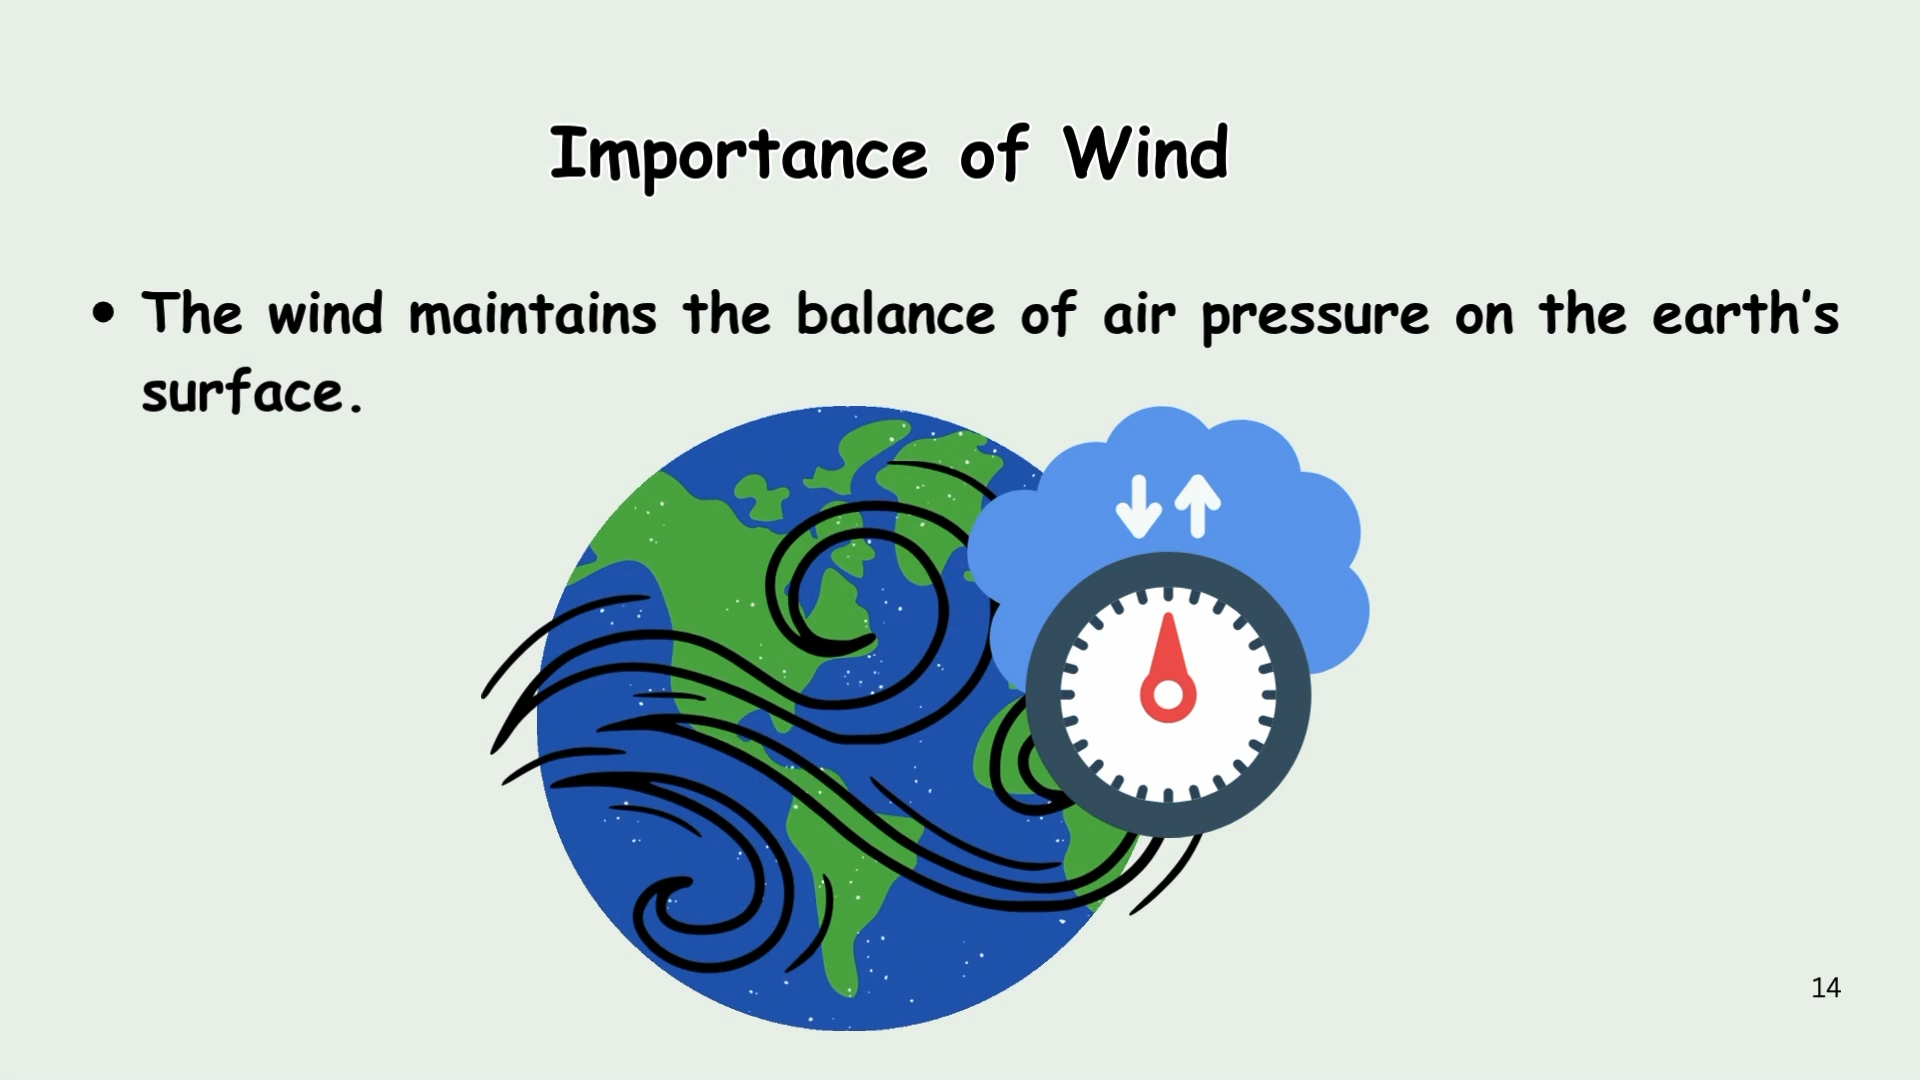 Importance of Wind
• The wind maintains the balance of air pressure on the earth’s
surface.
14